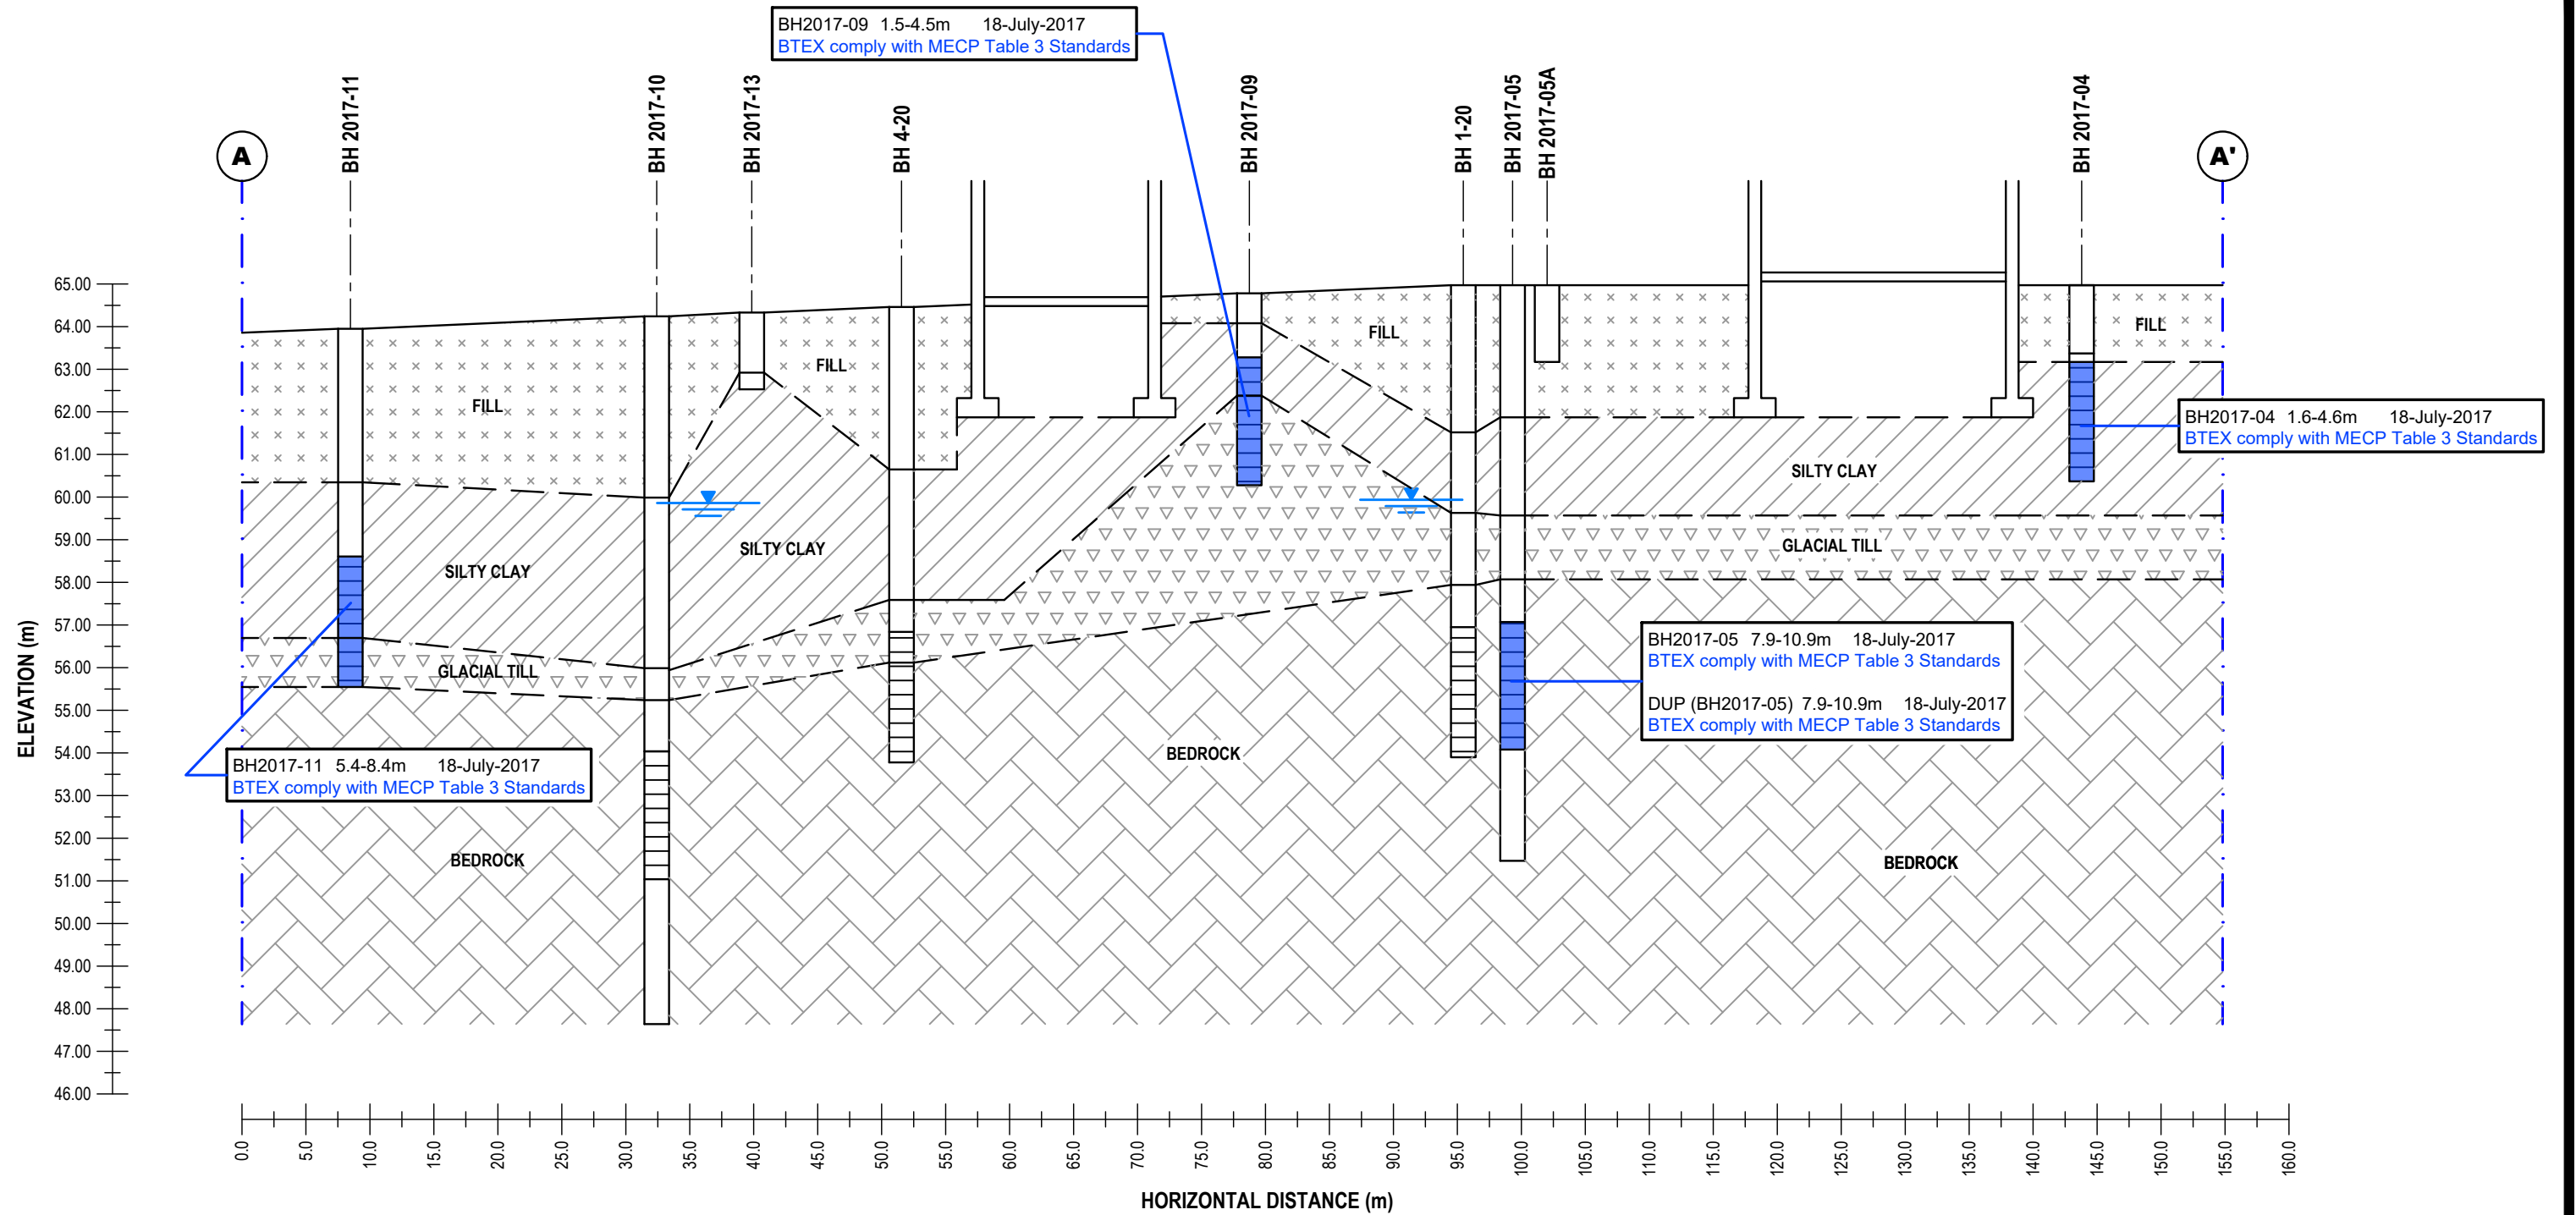 BH2017-09 1.5-4.5m 18-July-2017
BTEX comply with MECP Table 3 Standards
BH 2017-11
BH 2017-10
BH 2017-13
BH 4-20
BH 2017-09
BH 1-20
BH 2017-05
BH 2017-05A
BH 2017-04
A
A'
ELEVATION (m)
65.00
64.00
63.00
62.00
61.00
60.00
59.00
58.00
57.00
56.00
55.00
54.00
53.00
52.00
51.00
50.00
49.00
48.00
47.00
46.00
FILL
FILL
FILL
FILL
BH2017-04 1.6-4.6m 18-July-2017
BTEX comply with MECP Table 3 Standards
SILTY CLAY
SILTY CLAY
SILTY CLAY
GLACIAL TILL
GLACIAL TILL
BH2017-05 7.9-10.9m 18-July-2017
BTEX comply with MECP Table 3 Standards
DUP (BH2017-05) 7.9-10.9m 18-July-2017
BTEX comply with MECP Table 3 Standards
BH2017-11 5.4-8.4m 18-July-2017
BTEX comply with MECP Table 3 Standards
BEDROCK
BEDROCK
BEDROCK
0.0
5.0
10.0
15.0
20.0
25.0
30.0
35.0
40.0
45.0
50.0
55.0
60.0
65.0
70.0
75.0
80.0
85.0
90.0
95.0
100.0
105.0
110.0
115.0
120.0
125.0
130.0
135.0
140.0
145.0
150.0
155.0
160.0
HORIZONTAL DISTANCE (m)